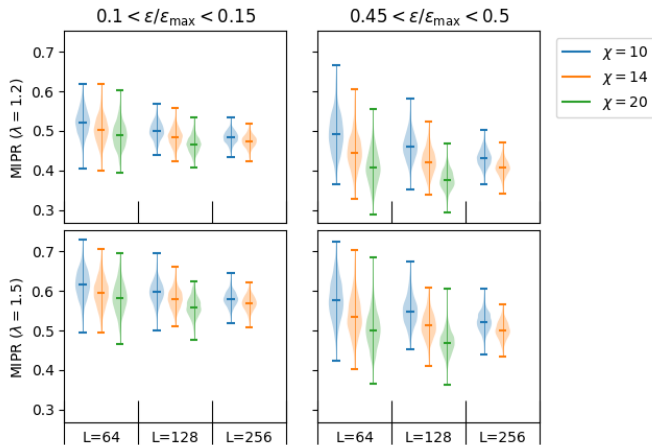 0.1 < ε/ε_max < 0.15
0.45 < ε/ε_max < 0.5
MIPR (λ = 1.2)
0.7
0.6
0.5
0.4
0.3
χ = 10
χ = 14
χ = 20
MIPR (λ = 1.5)
0.7
0.6
0.5
0.4
0.3
L=64 L=128 L=256
L=64 L=128 L=256